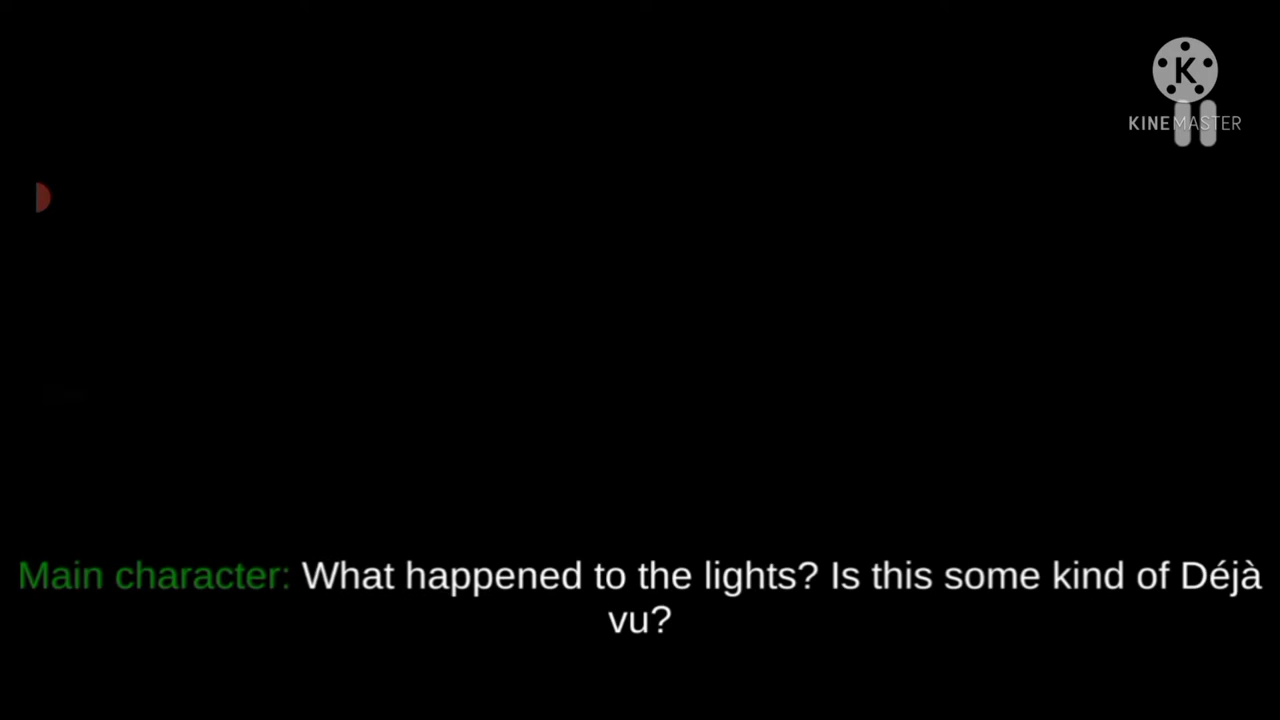 K
KINEMASTER
Main character: What happened to the lights? Is this some kind of Déjà
vu?